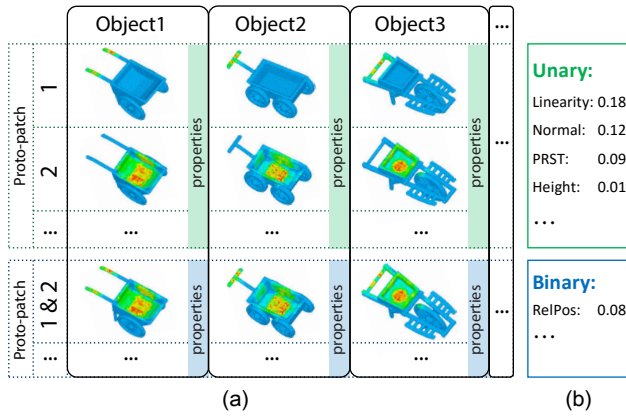 Object1 Object2 Object3 ...
Proto-patch
1 properties properties properties
2
... ... ... ... ...
Proto-patch
1 & 2 properties properties properties ...
... ... ... ...
Unary:
Linearity: 0.18
Normal: 0.12
PRST: 0.09
Height: 0.01
...
Binary:
RelPos: 0.08
...
(a) (b)